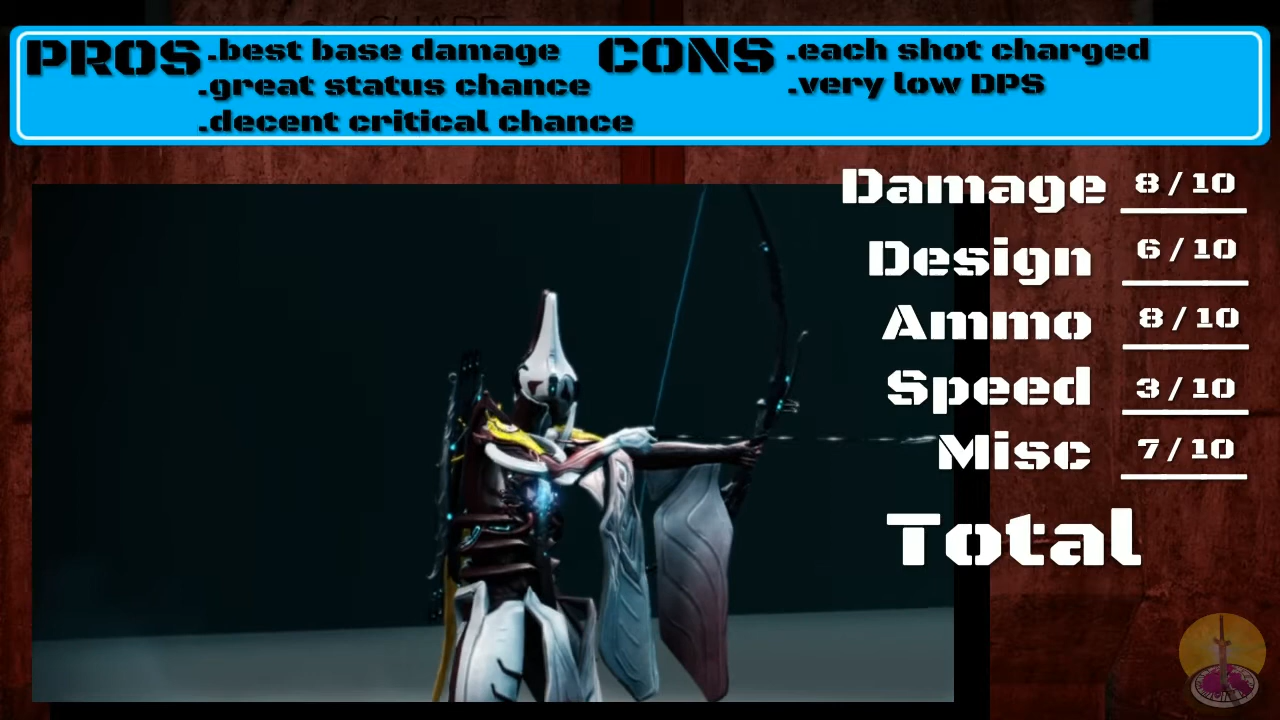 SHARE
PROS .best base damage
.great status chance
.decent critical chance
CONS .each shot charged
.very low DPS
Damage 8 / 10
Design 6 / 10
Ammo 8 / 10
Speed 3 / 10
Misc 7 / 10
Total